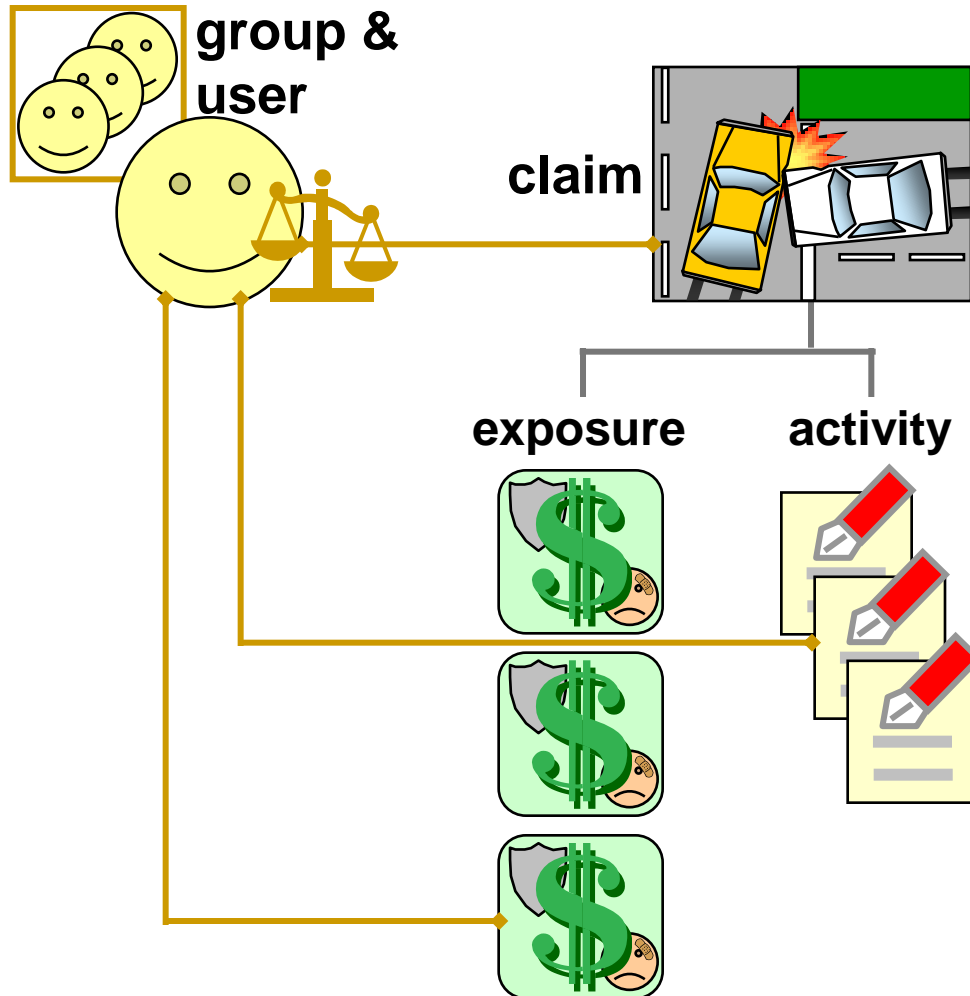 group &
user
claim
exposure
activity